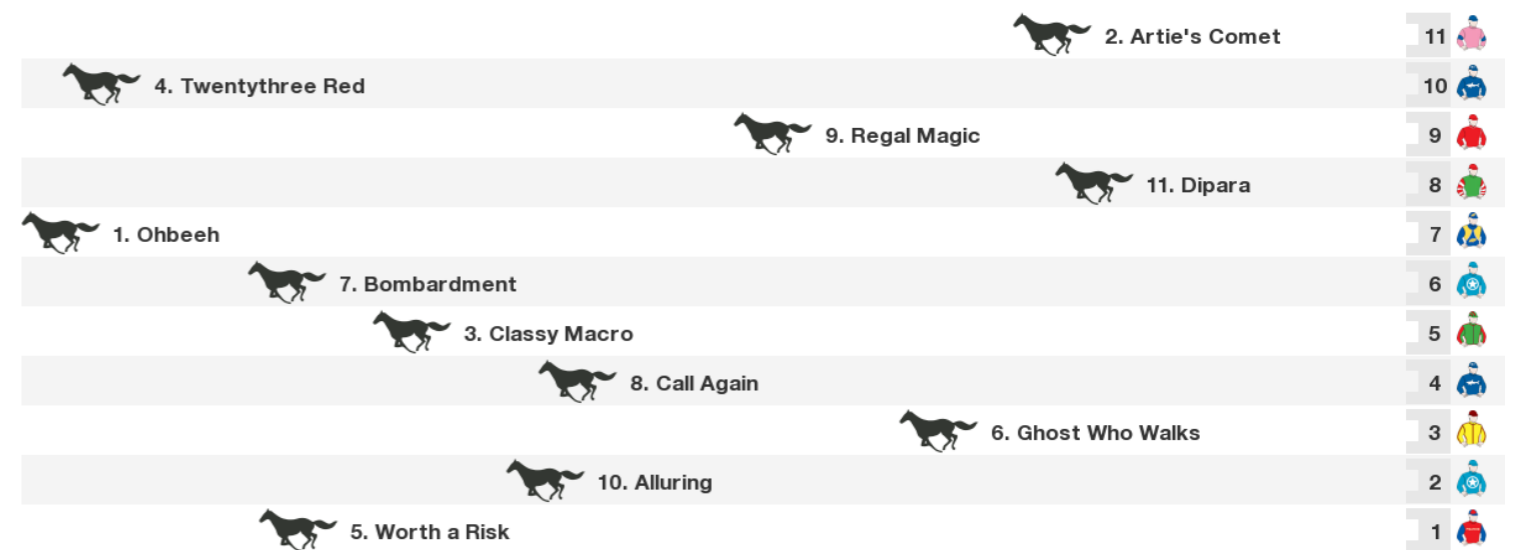 2. Artie's Comet 11
4. Twentythree Red 10
9. Regal Magic 9
11. Dipara 8
1. Ohbeeh 7
7. Bombardment 6
3. Classy Macro 5
8. Call Again 4
6. Ghost Who Walks 3
10. Alluring 2
5. Worth a Risk 1